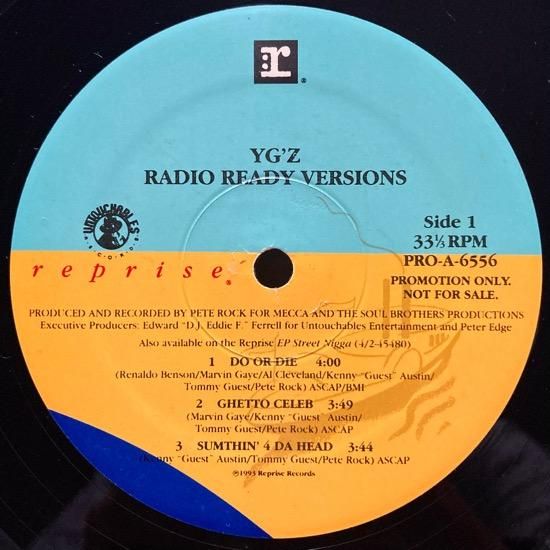 r®
YG'Z
RADIO READY VERSIONS
UNTOUCHABLES
RECORDS
Side 1
33⅓ RPM
PRO-A-6556
reprise®
PROMOTION ONLY.
NOT FOR SALE.
PRODUCED AND RECORDED BY PETE ROCK FOR MECCA AND THE SOUL BROTHERS PRODUCTIONS
Executive Producers: Edward "D.J. Eddie F." Ferrell for Untouchables Entertainment and Peter Edge
Also available on the Reprise EP Street Nigga (4/2-45480)
1 DO OR DIE 4:00
(Renaldo Benson/Marvin Gaye/Al Cleveland/Kenny "Guest" Austin/
Tommy Guest/Pete Rock) ASCAP/BMI
2 GHETTO CELEB 3:49
(Marvin Gaye/Kenny "Guest" Austin/
Tommy Guest/Pete Rock) ASCAP
3 SUMTHIN' 4 DA HEAD 3:44
(Kenny "Guest" Austin/Tommy Guest/Pete Rock) ASCAP
℗1993 Reprise Records